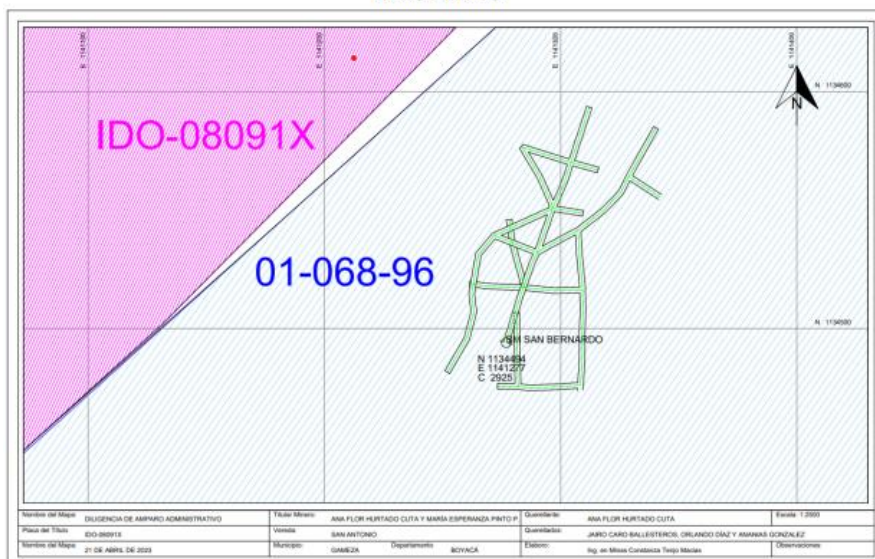 E 1141100
E 1141200
E 1141300
E 1141400
N 1134600
N
IDO-08091X
01-068-96
N 1134500
BM SAN BERNARDO
N 1134494
E 1141277
C 2925
Nombre del Mapa: DILIGENCIA DE AMPARO ADMINISTRATIVO Titular Minero: ANA FLOR HURTADO CUTA Y MARÍA ESPERANZA PINTO P Querellante: ANA FLOR HURTADO CUTA Escala 1:2000
Placa del Título: IDO-08091X Vereda: SAN ANTONIO Querellados: JAIRO CARO BALLESTEROS, ORLANDO DÍAZ Y ANANIAS GONZALEZ
Nombre del Mapa: 21 DE ABRIL DE 2023 Municipio: GAMEZA Departamento BOYACÁ Elaboro: Ing. en Minas Constanza Tenjo Macias Observaciones: